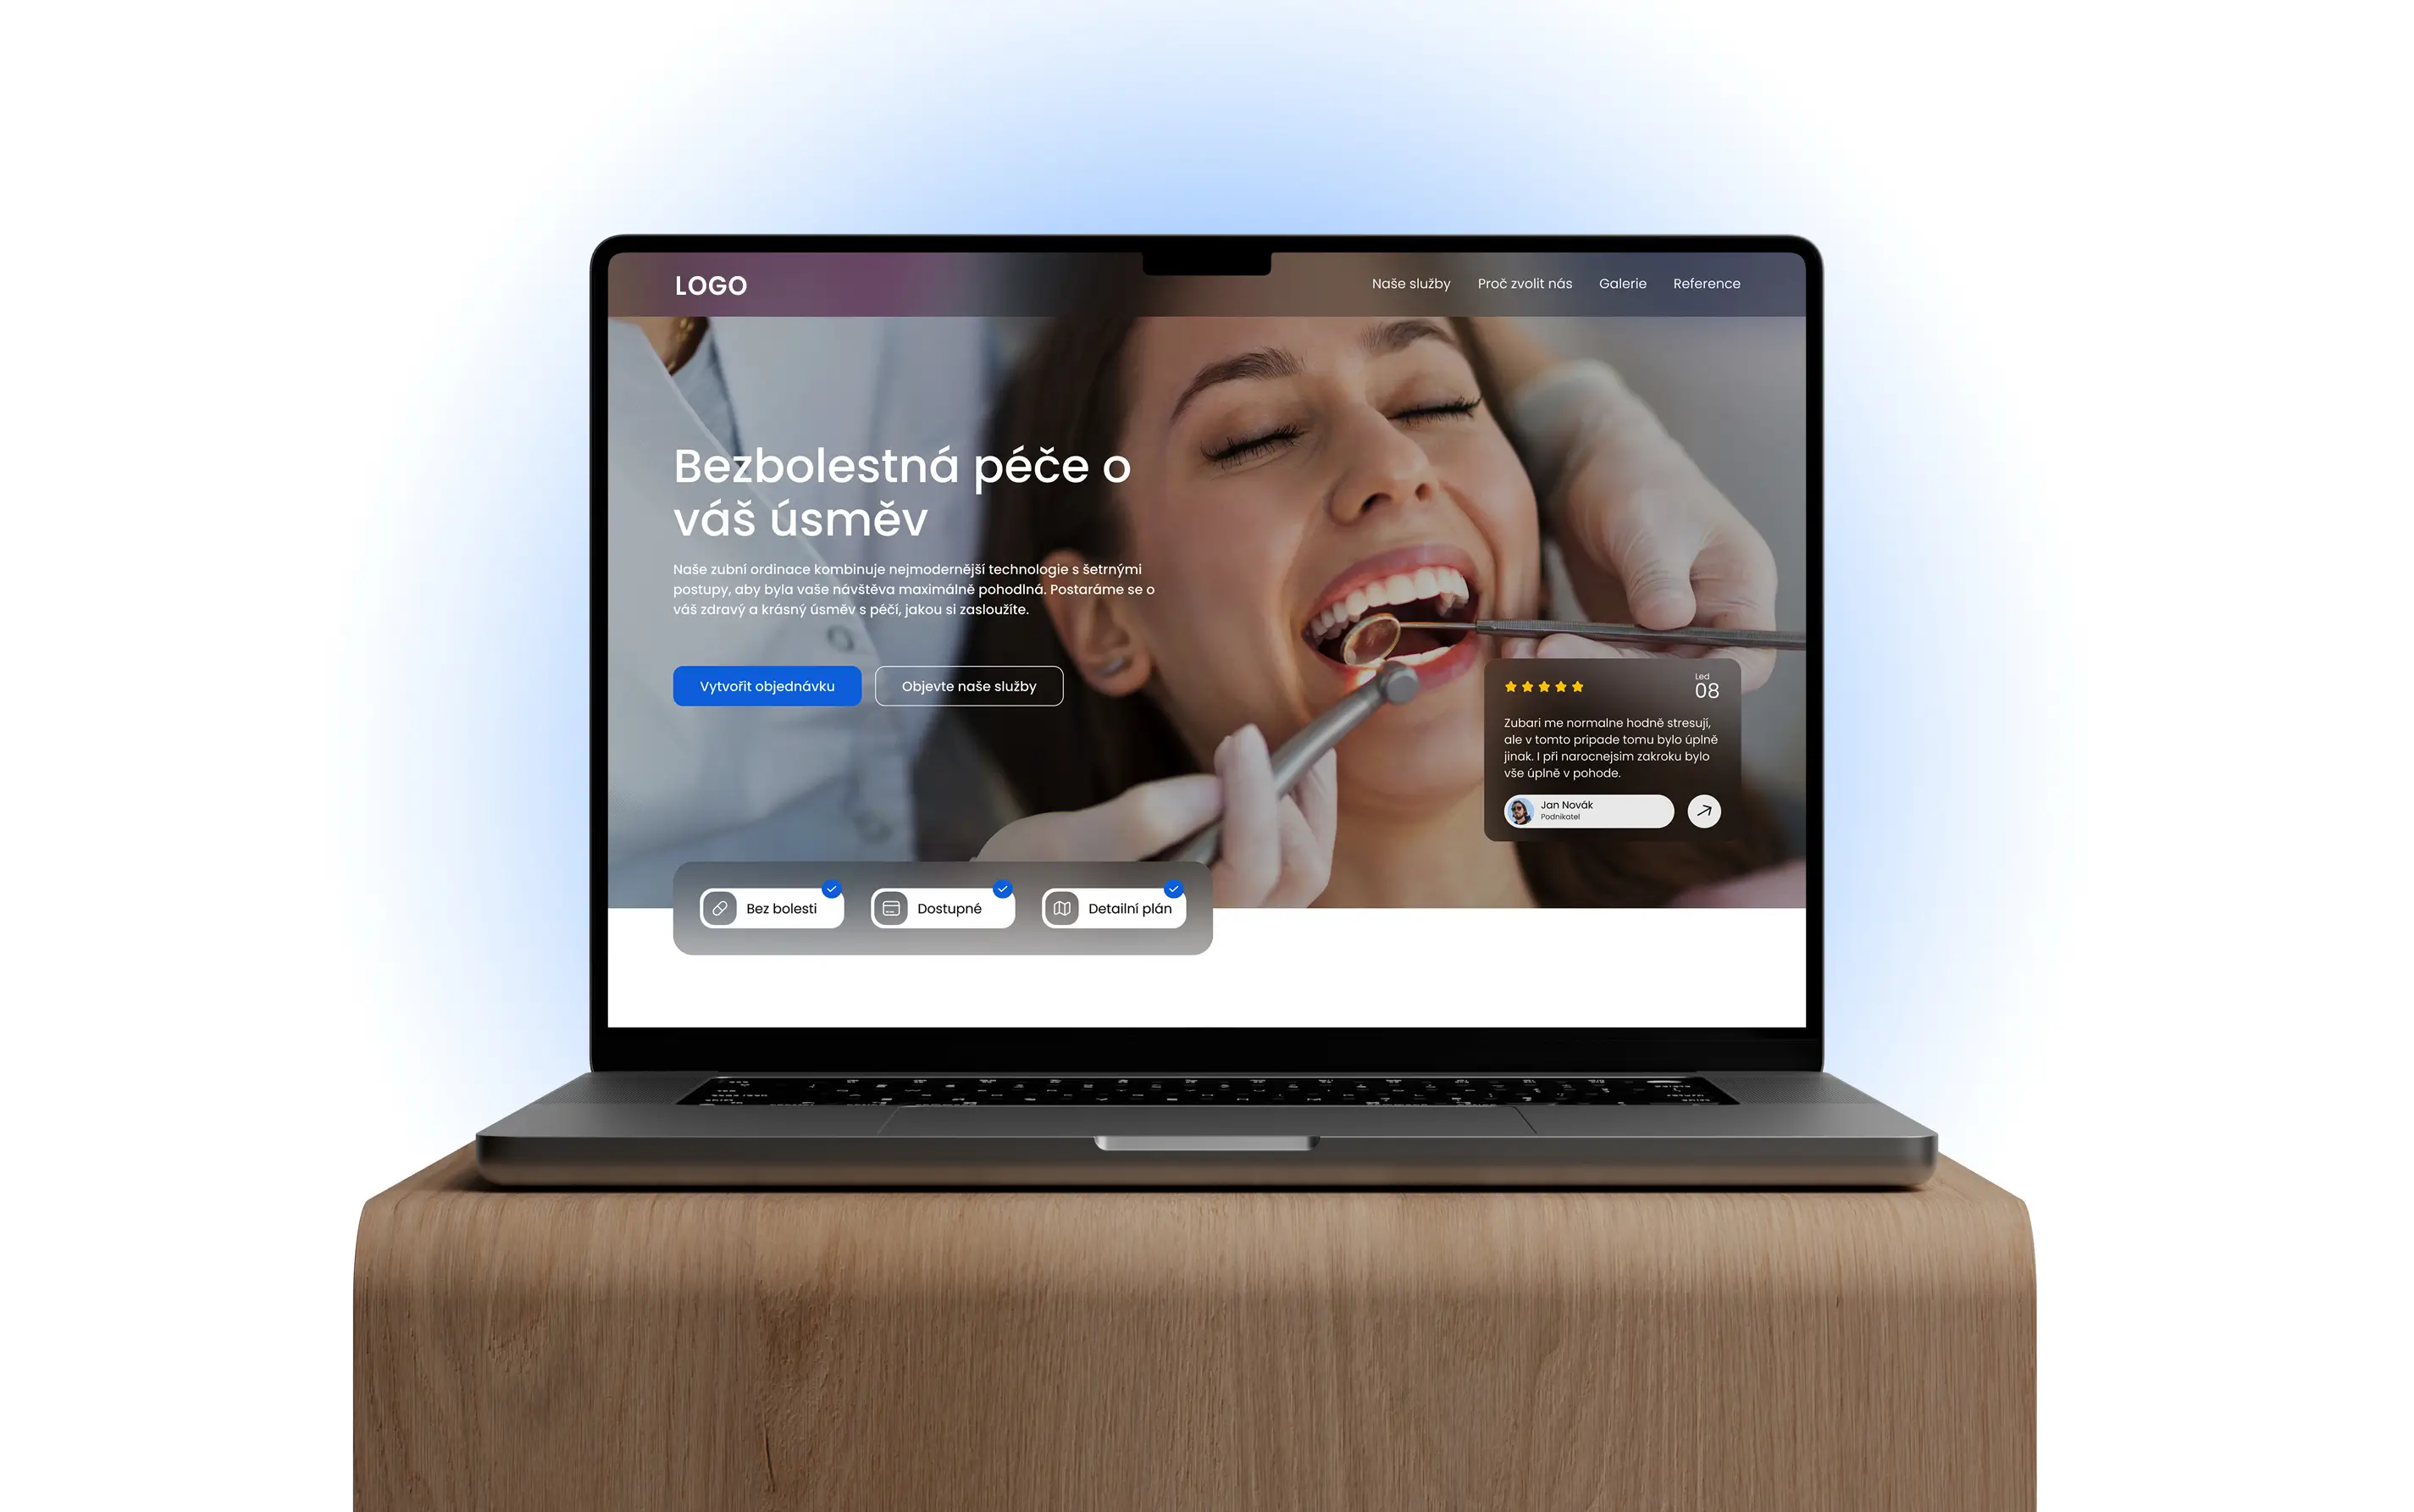 LOGO
Naše služby
Proč zvolit nás
Galerie
Reference
Bezbolestná péče o
váš úsměv
Naše zubní ordinace kombinuje nejmodernější technologie s šetrnými
postupy, aby byla vaše návštěva maximálně pohodlná. Postaráme se o
váš zdravý a krásný úsměv s péčí, jakou si zasloužíte.
Vytvořit objednávku
Objevte naše služby
Led
08
Zubari me normalne hodně stresují,
ale v tomto pripade tomu bylo úplně
jinak. I při narocnejsim zakroku bylo
vše úplně v pohode.
Jan Novák
Podnikatel
Bez bolesti
Dostupné
Detailní plán